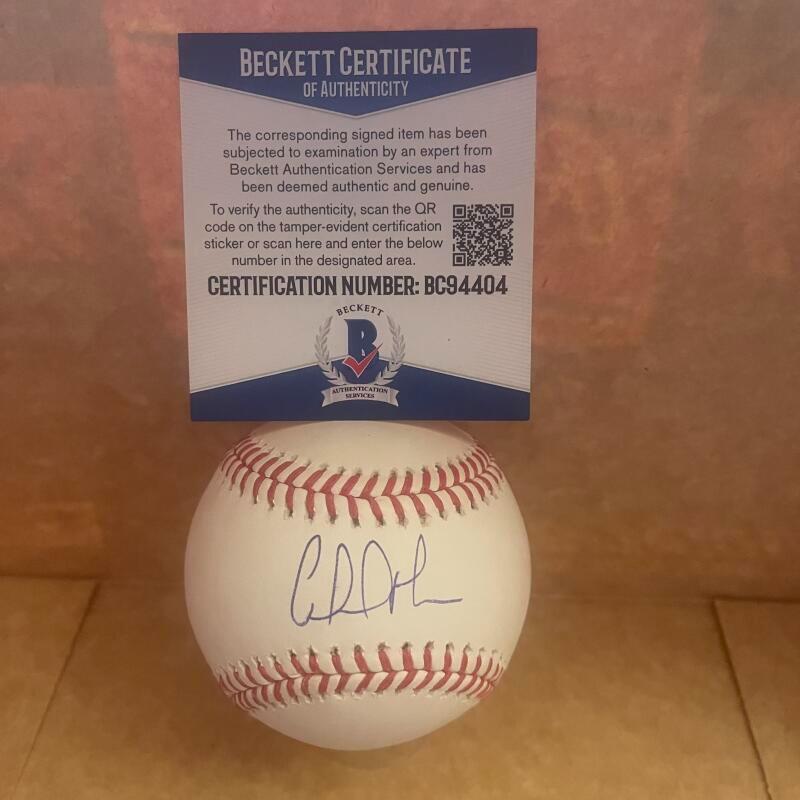 BECKETT CERTIFICATE
OF AUTHENTICITY
The corresponding signed item has been
subjected to examination by an expert from
Beckett Authentication Services and has
been deemed authentic and genuine.
To verify the authenticity, scan the QR
code on the tamper-evident certification
sticker or scan here and enter the below
number in the designated area.
CERTIFICATION NUMBER: BC94404
BECKETT
B
AUTHENTICATION
SERVICES